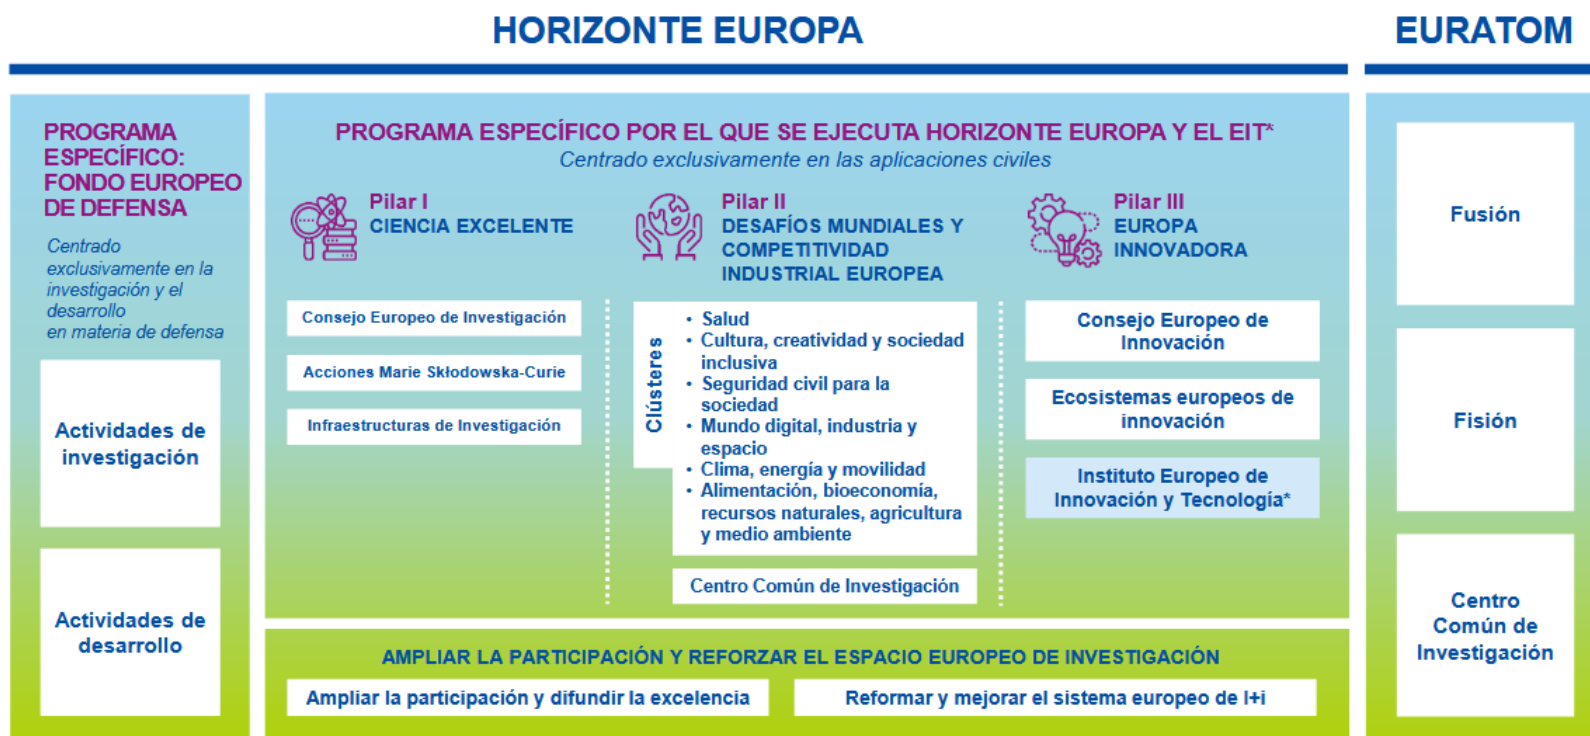 HORIZONTE EUROPA
EURATOM
PROGRAMA
ESPECÍFICO:
FONDO EUROPEO
DE DEFENSA
Centrado
exclusivamente en la
investigación y el
desarrollo
en materia de defensa
Actividades de
investigación
Actividades de
desarrollo
PROGRAMA ESPECÍFICO POR EL QUE SE EJECUTA HORIZONTE EUROPA Y EL EIT*
Centrado exclusivamente en las aplicaciones civiles
Pilar I
CIENCIA EXCELENTE
Consejo Europeo de Investigación
Acciones Marie Skłodowska-Curie
Infraestructuras de Investigación
Pilar II
DESAFÍOS MUNDIALES Y
COMPETITIVIDAD
INDUSTRIAL EUROPEA
Clústeres
• Salud
• Cultura, creatividad y sociedad
inclusiva
• Seguridad civil para la
sociedad
• Mundo digital, industria y
espacio
• Clima, energía y movilidad
• Alimentación, bioeconomía,
recursos naturales, agricultura
y medio ambiente
Centro Común de Investigación
Pilar III
EUROPA
INNOVADORA
Consejo Europeo de
Innovación
Ecosistemas europeos de
innovación
Instituto Europeo de
Innovación y Tecnología*
AMPLIAR LA PARTICIPACIÓN Y REFORZAR EL ESPACIO EUROPEO DE INVESTIGACIÓN
Ampliar la participación y difundir la excelencia
Reformar y mejorar el sistema europeo de I+i
Fusión
Fisión
Centro
Común de
Investigación